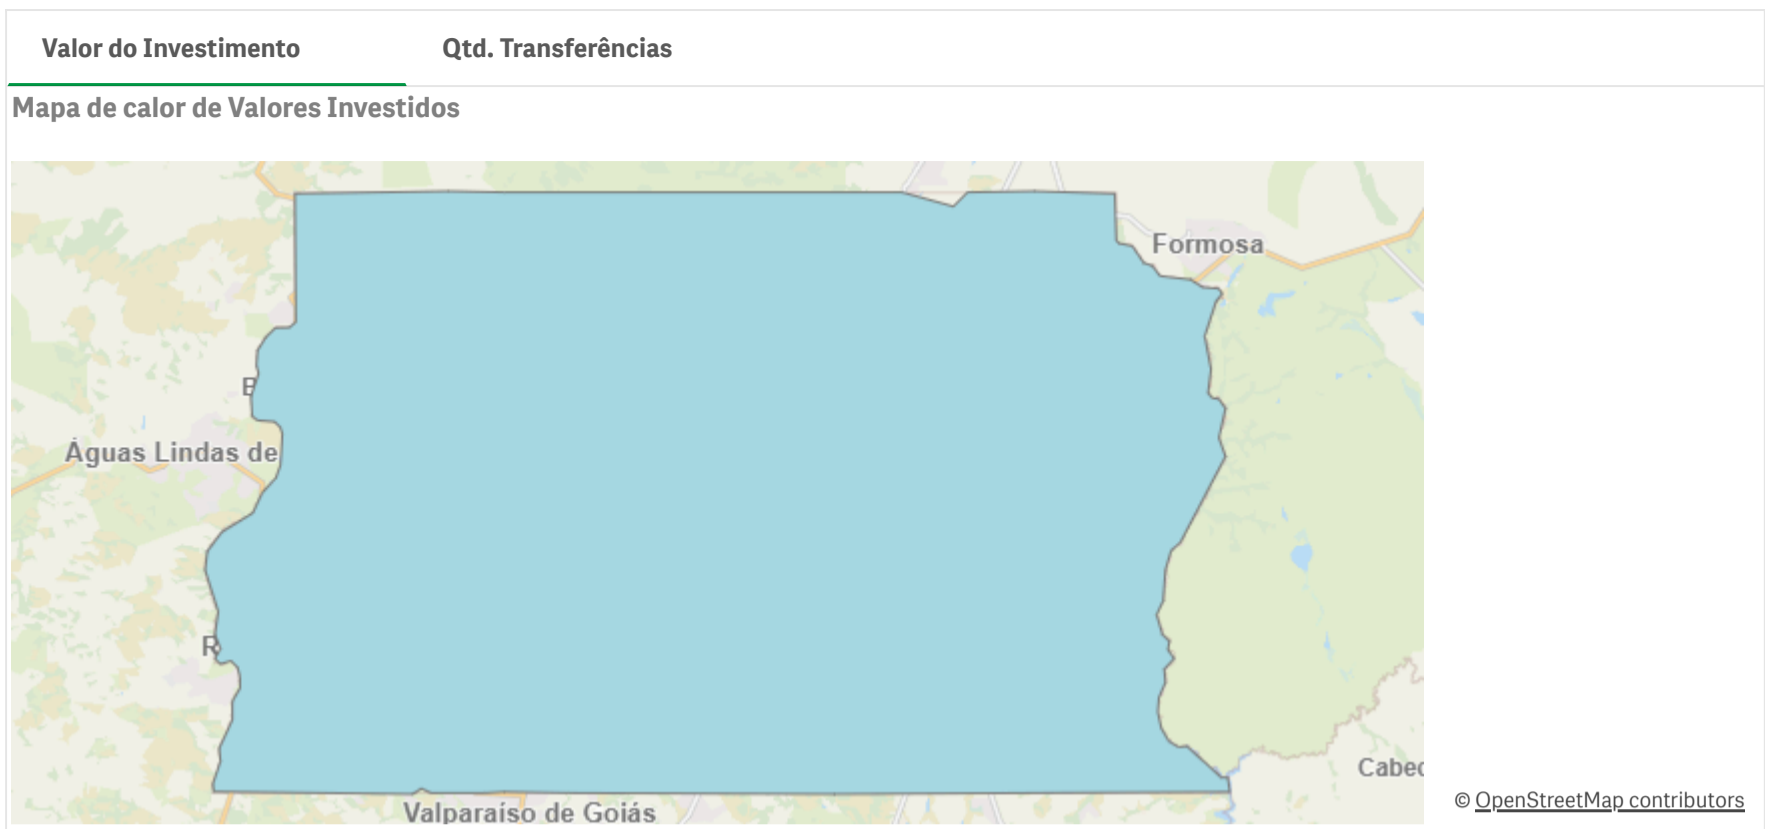 Valor do Investimento
Qtd. Transferências
Mapa de calor de Valores Investidos
Formosa
Águas Lindas de
Valparaíso de Goiás
© OpenStreetMap contributors